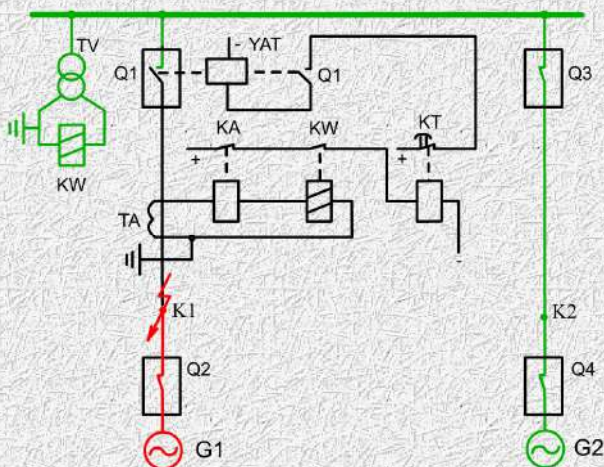 TV
Q1
- YAT
Q1
Q3
KW
KA
KW
KT
+
+
TA
-
K1
K2
Q2
Q4
G1
G2